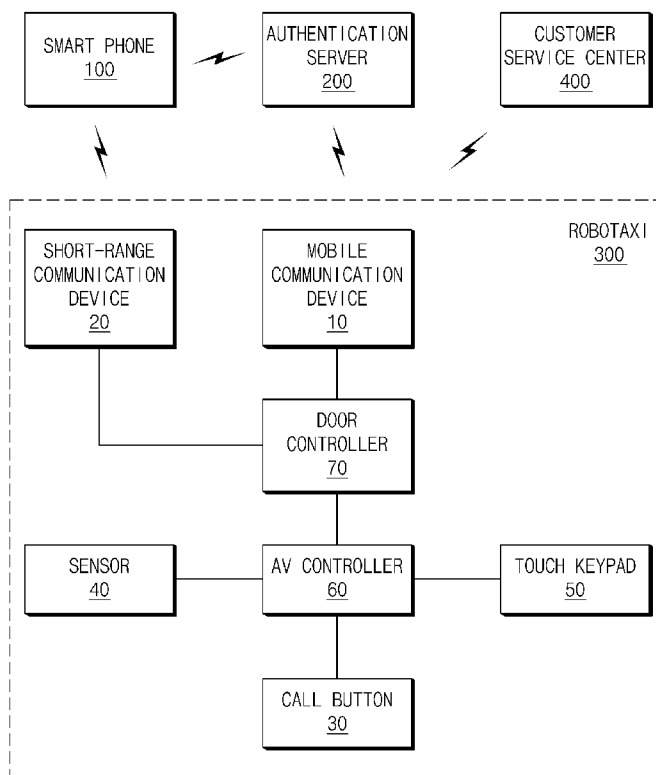 SMART PHONE
100
AUTHENTICATION
SERVER
200
CUSTOMER
SERVICE CENTER
400
ROBOTAXI
300
SHORT-RANGE
COMMUNICATION
DEVICE
20
MOBILE
COMMUNICATION
DEVICE
10
DOOR
CONTROLLER
70
SENSOR
40
AV CONTROLLER
60
TOUCH KEYPAD
50
CALL BUTTON
30